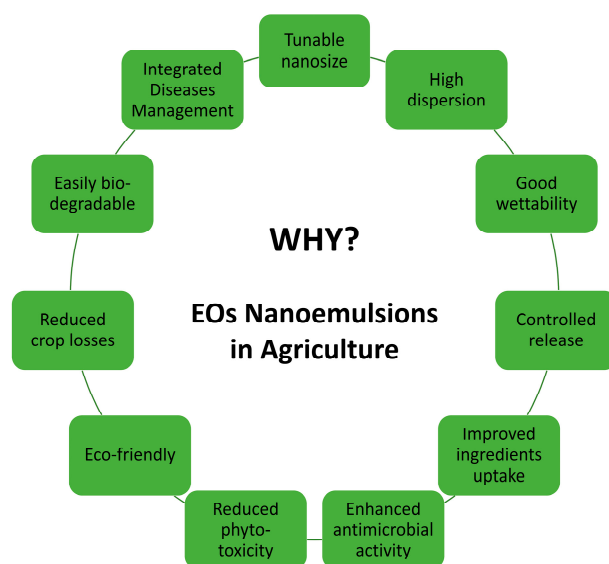 Tunable
nanosize
High
dispersion
Good
wettability
Controlled
release
Improved
ingredients
uptake
Enhanced
antimicrobial
activity
Reduced
phyto-
toxicity
Eco-friendly
Reduced
crop losses
Easily bio-
degradable
Integrated
Diseases
Management
WHY?
EOs Nanoemulsions
in Agriculture